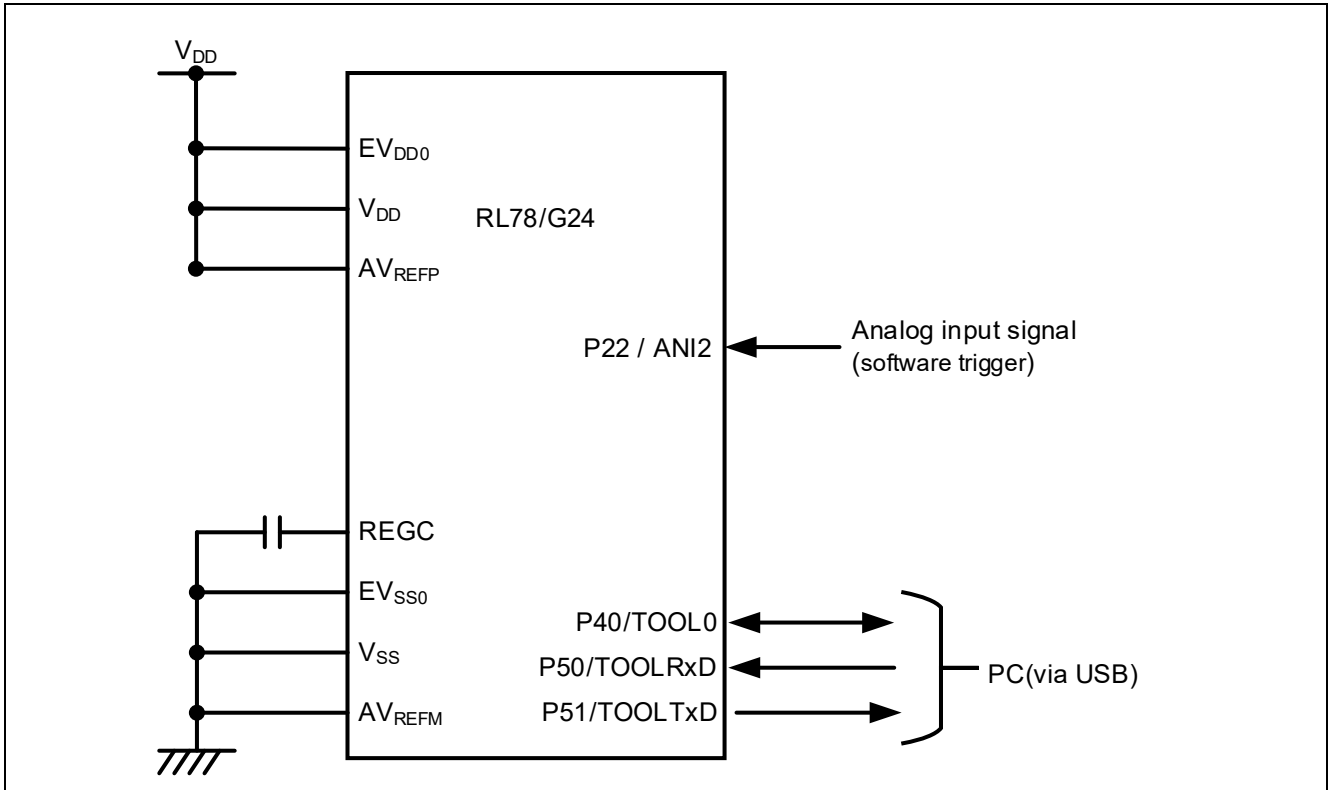 VDD
EVDD0
VDD
RL78/G24
AVREFP
P22 / ANI2
Analog input signal
(software trigger)
REGC
EVSS0
VSS
AVREFM
P40/TOOL0
P50/TOOLRxD
P51/TOOLTxD
PC(via USB)